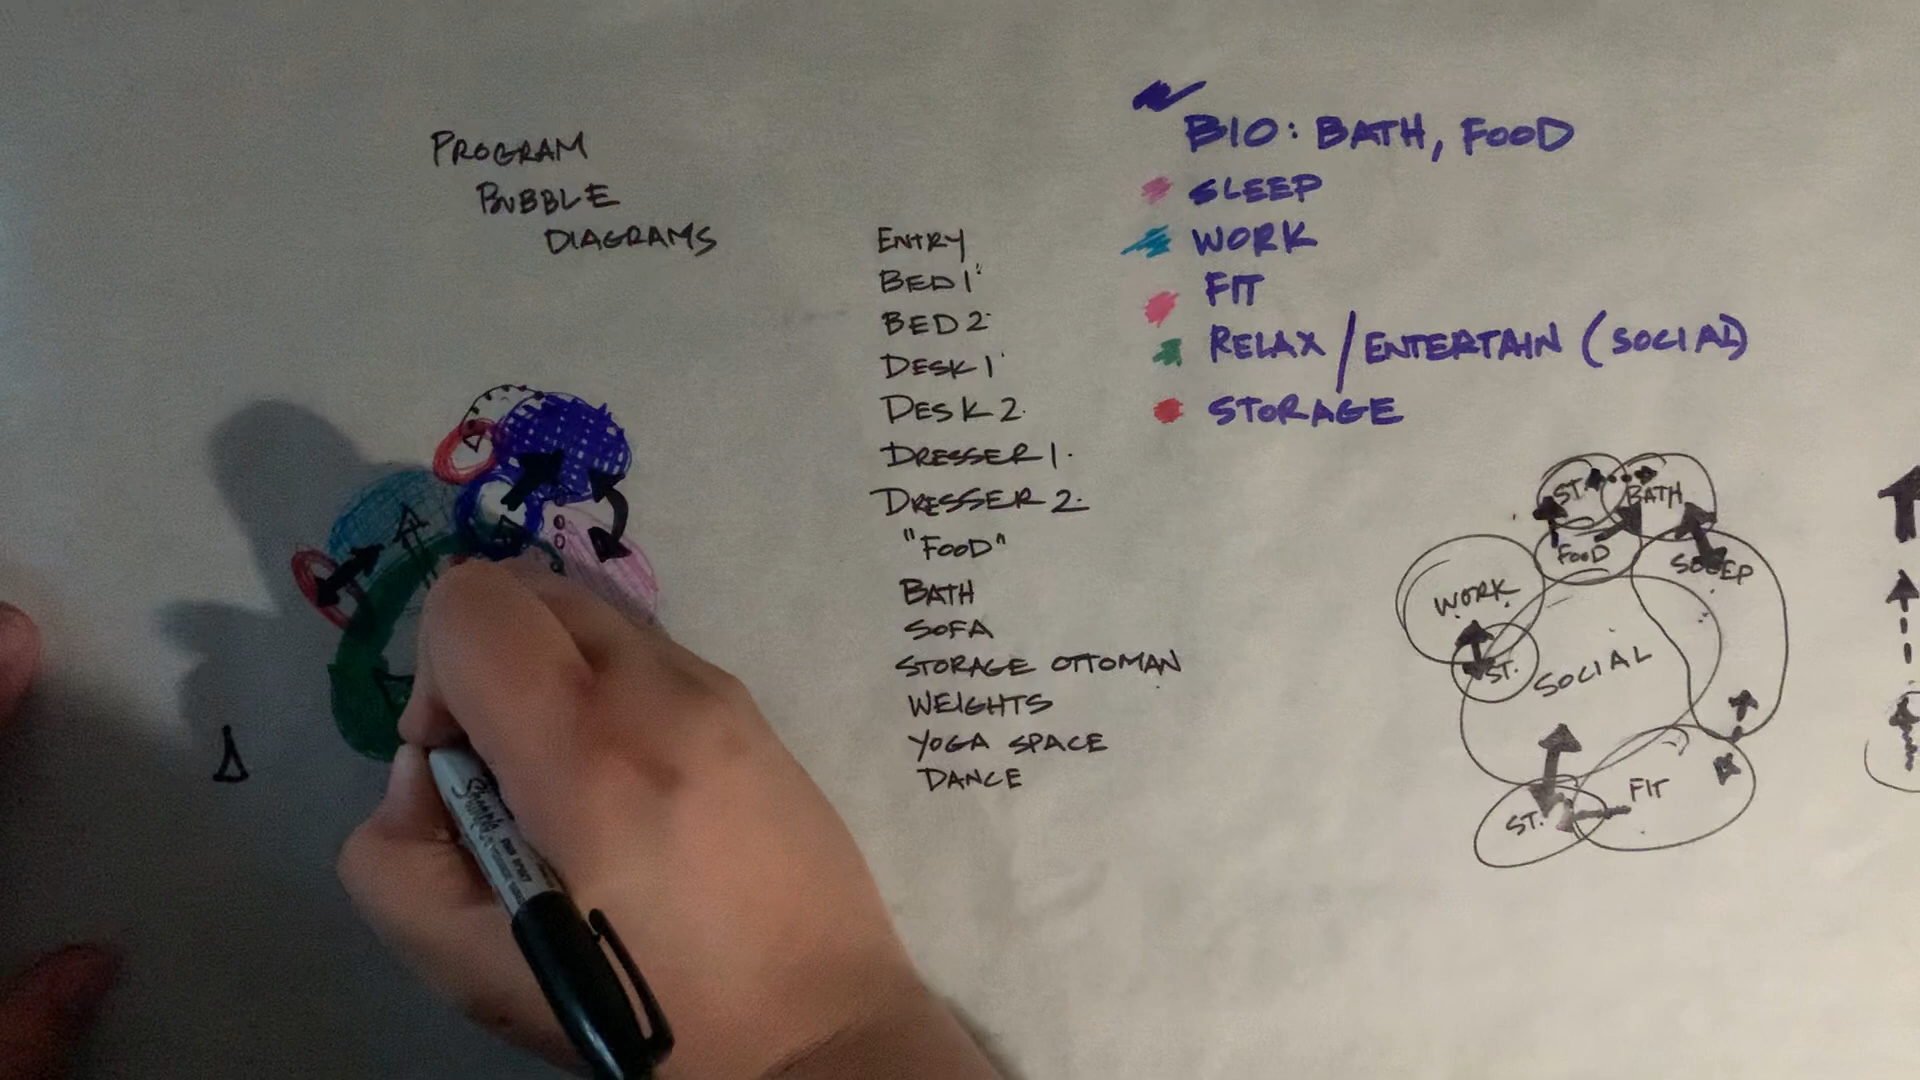 PROGRAM
BUBBLE
DIAGRAMS
ENTRY
BED 1
BED 2
DESK 1
DESK 2
DRESSER 1
DRESSER 2
"FOOD"
BATH
SOFA
STORAGE OTTOMAN
WEIGHTS
YOGA SPACE
DANCE
BIO: BATH, FOOD
SLEEP
WORK
FIT
RELAX/ENTERTAIN (SOCIAL)
STORAGE
ST.
BATH
FOOD
SLEEP
WORK
ST.
SOCIAL
FIT
ST.
Sharpie